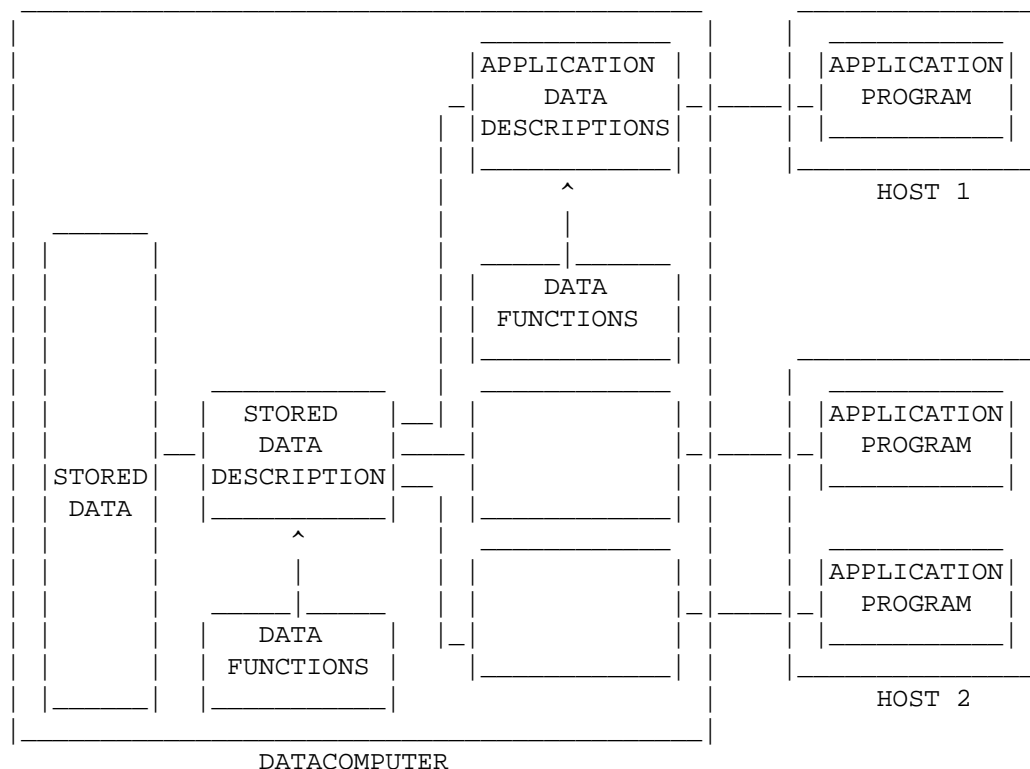 APPLICATION
DATA
DESCRIPTIONS
APPLICATION
PROGRAM
HOST 1
DATA
FUNCTIONS
STORED
DATA
STORED
DATA
DESCRIPTION
DATA
FUNCTIONS
APPLICATION
PROGRAM
APPLICATION
PROGRAM
HOST 2
DATACOMPUTER